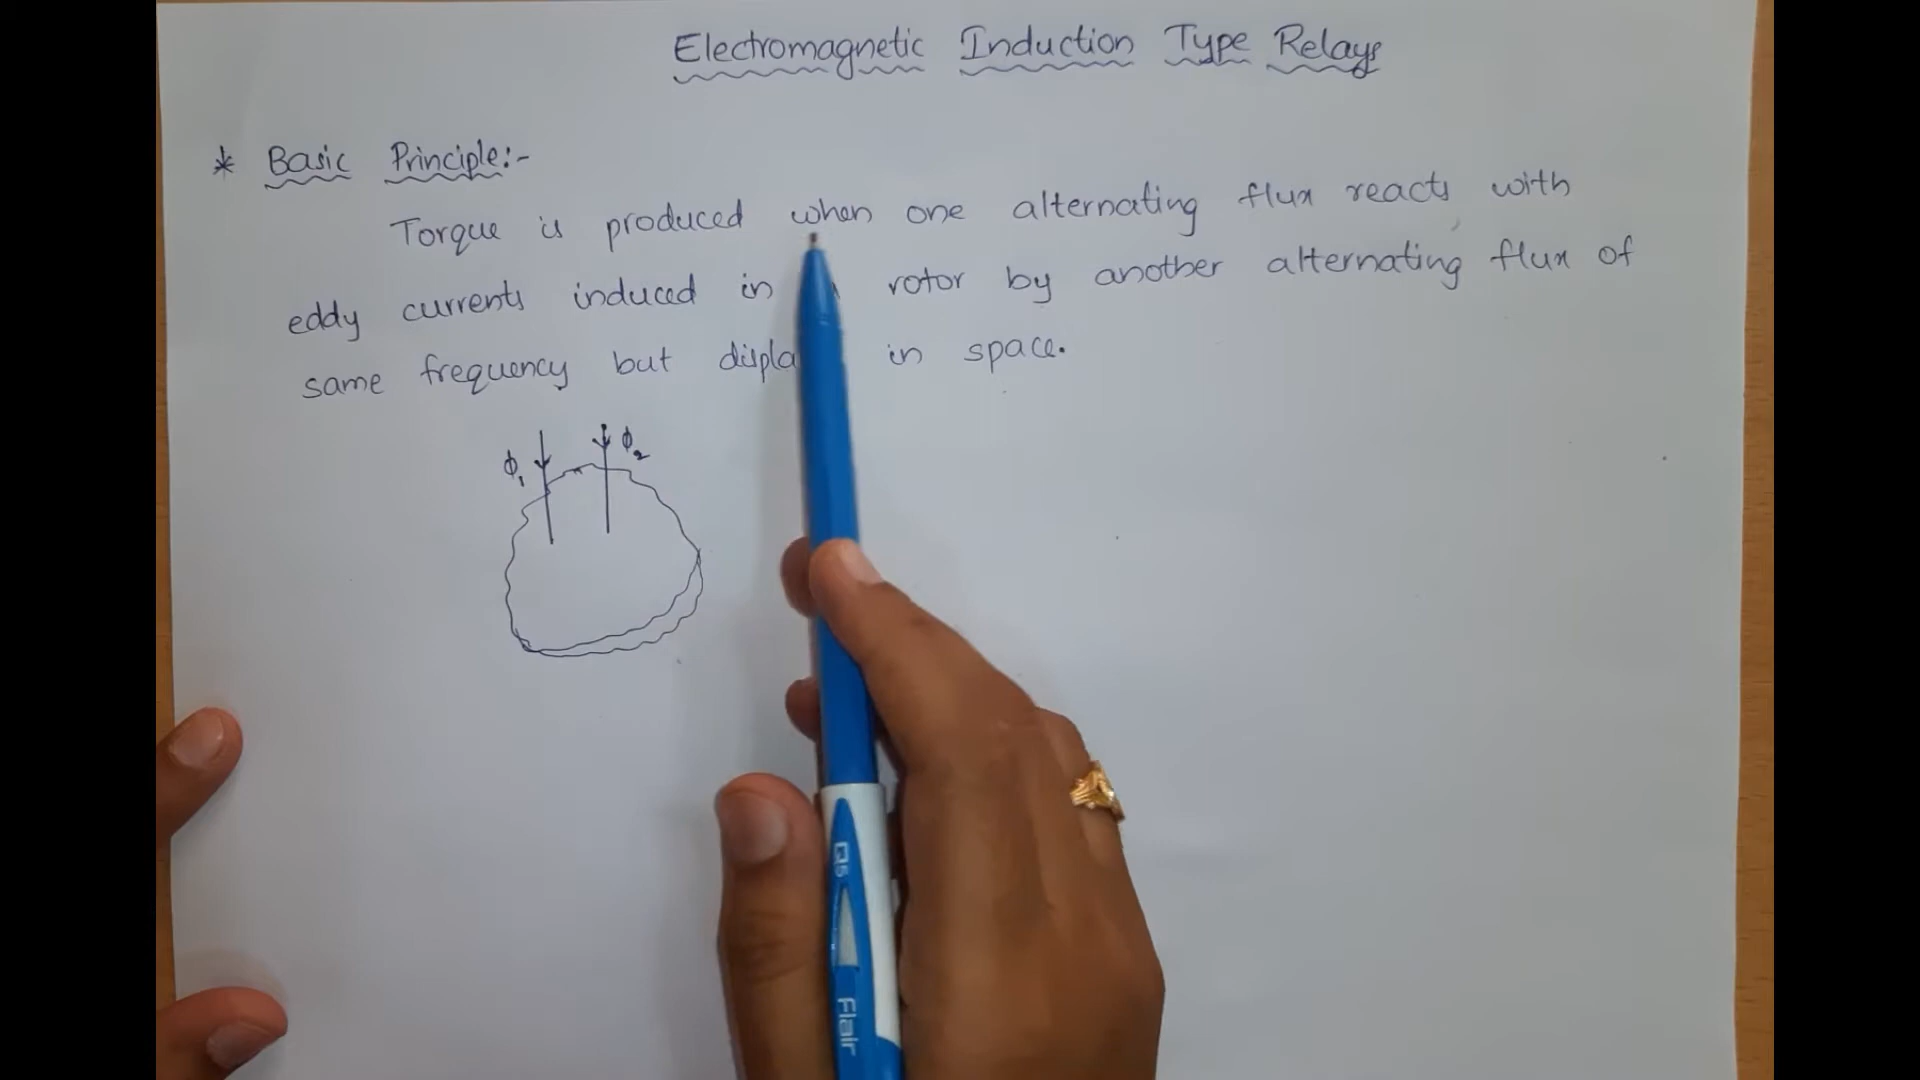 Electromagnetic Induction Type Relays
* Basic Principle:-
Torque is produced when one alternating flux reacts with
eddy currents induced in rotor by another alternating flux of
same frequency but in space.
ϕ1 ϕ2
Flair